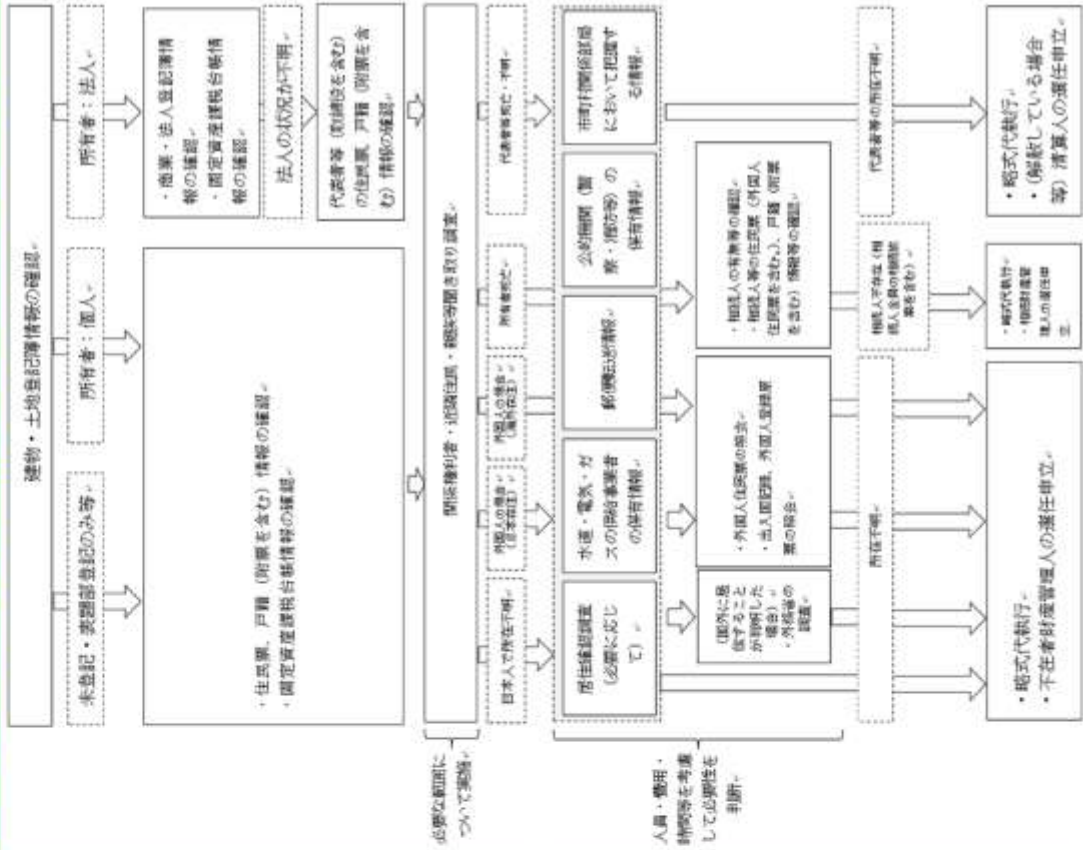 建物・土地登記簿情報の確認
未登記・表題部登記のみ等
所有者：個人
所有者：法人
・住民票、戸籍（附票を含む）情報の確認
・固定資産課税台帳情報の確認
・商業・法人登記簿情
報の確認
・固定資産課税台帳情
報の確認
法人の状況が不明
代表者等（取締役を含む）
の住民票、戸籍（附票を含
む）情報の確認
必要な範囲に
ついて実施
関係権利者・近隣住民・親族等聞き取り調査
日本人で所在不明
外国人の場合
（日本在住）
外国人の場合
（海外在住）
所有者死亡
代表者等死亡・不明
人員・費用・
時間等を考慮
して必要性を
判断
居住確認調査
（必要に応じ
て）
水道・電気・ガ
スの供給事業者
の保有情報
郵便転送情報
公的機関（警
察・消防等）の
保有情報
市町村関係部局
において把握す
る情報
（国外に居
住すること
が判明した
場合）
・外務省の
調査
・外国人住民票の照会
・出入国記録、外国人登録原
票の照会
・相続人の有無等の確認
・相続人等の住民票（外国人
住民票を含む。）、戸籍（附票
を含む）情報等の確認
所在不明
相続人不存在（相
続人全員の相続放
棄を含む）
代表者等の所在不明
・略式代執行
・不在者財産管理人の選任申立
・略式代執行
・相続財産管
理人の選任申
立
・略式代執行
・（解散している場合
等）清算人の選任申立